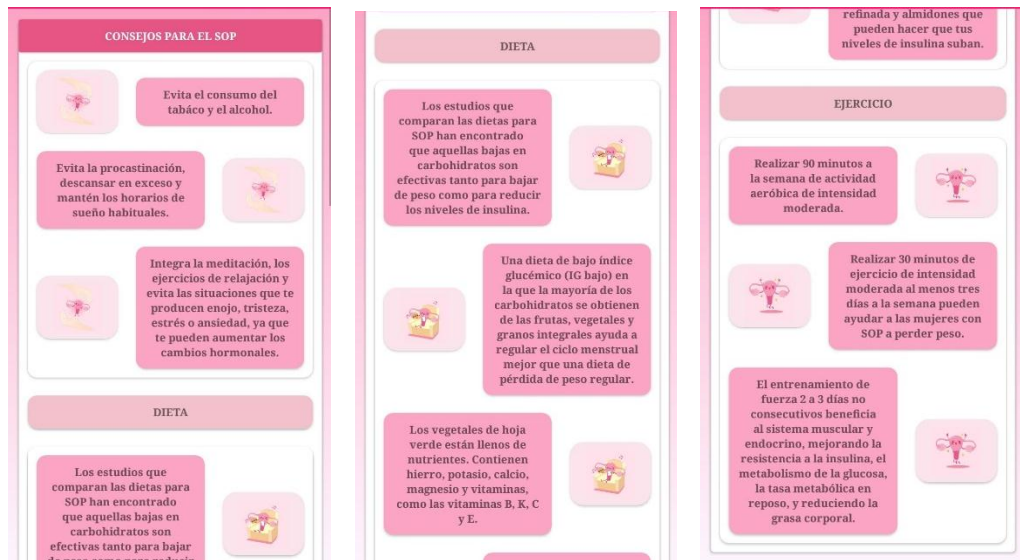 CONSEJOS PARA EL SOP
Evita el consumo del
tabáco y el alcohol.
Evita la procastinación,
descansar en exceso y
mantén los horarios de
sueño habituales.
Integra la meditación, los
ejercicios de relajación y
evita las situaciones que te
producen enojo, tristeza,
estrés o ansiedad, ya que
te pueden aumentar los
cambios hormonales.
DIETA
Los estudios que
comparan las dietas para
SOP han encontrado
que aquellas bajas en
carbohidratos son
efectivas tanto para bajar
de peso como para reducir
DIETA
Los estudios que
comparan las dietas para
SOP han encontrado
que aquellas bajas en
carbohidratos son
efectivas tanto para bajar
de peso como para reducir
los niveles de insulina.
Una dieta de bajo índice
glucémico (IG bajo) en
la que la mayoría de los
carbohidratos se obtienen
de las frutas, vegetales y
granos integrales ayuda a
regular el ciclo menstrual
mejor que una dieta de
pérdida de peso regular.
Los vegetales de hoja
verde están llenos de
nutrientes. Contienen
hierro, potasio, calcio,
magnesio y vitaminas,
como las vitaminas B, K, C
y E.
refinada y almidones que
pueden hacer que tus
niveles de insulina suban.
EJERCICIO
Realizar 90 minutos a
la semana de actividad
aeróbica de intensidad
moderada.
Realizar 30 minutos de
ejercicio de intensidad
moderada al menos tres
días a la semana pueden
ayudar a las mujeres con
SOP a perder peso.
El entrenamiento de
fuerza 2 a 3 días no
consecutivos beneficia
al sistema muscular y
endocrino, mejorando la
resistencia a la insulina, el
metabolismo de la glucosa,
la tasa metabólica en
reposo, y reduciendo la
grasa corporal.